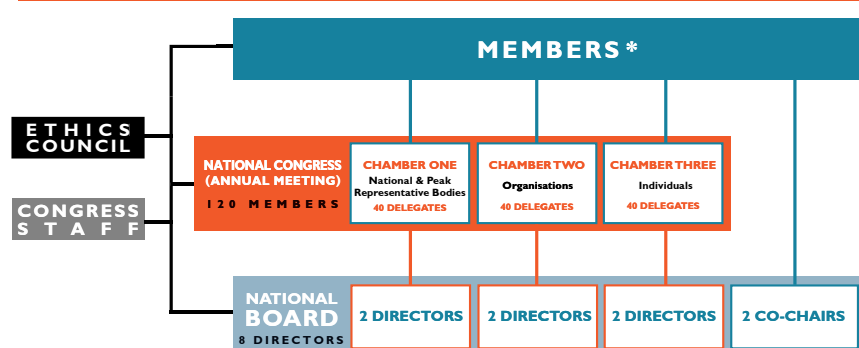 MEMBERS*
ETHICS
COUNCIL
CONGRESS
STAFF
NATIONAL CONGRESS
(ANNUAL MEETING)
120 MEMBERS
CHAMBER ONE
National & Peak
Representative Bodies
40 DELEGATES
CHAMBER TWO
Organisations
40 DELEGATES
CHAMBER THREE
Individuals
40 DELEGATES
NATIONAL
BOARD
8 DIRECTORS
2 DIRECTORS
2 DIRECTORS
2 DIRECTORS
2 CO-CHAIRS